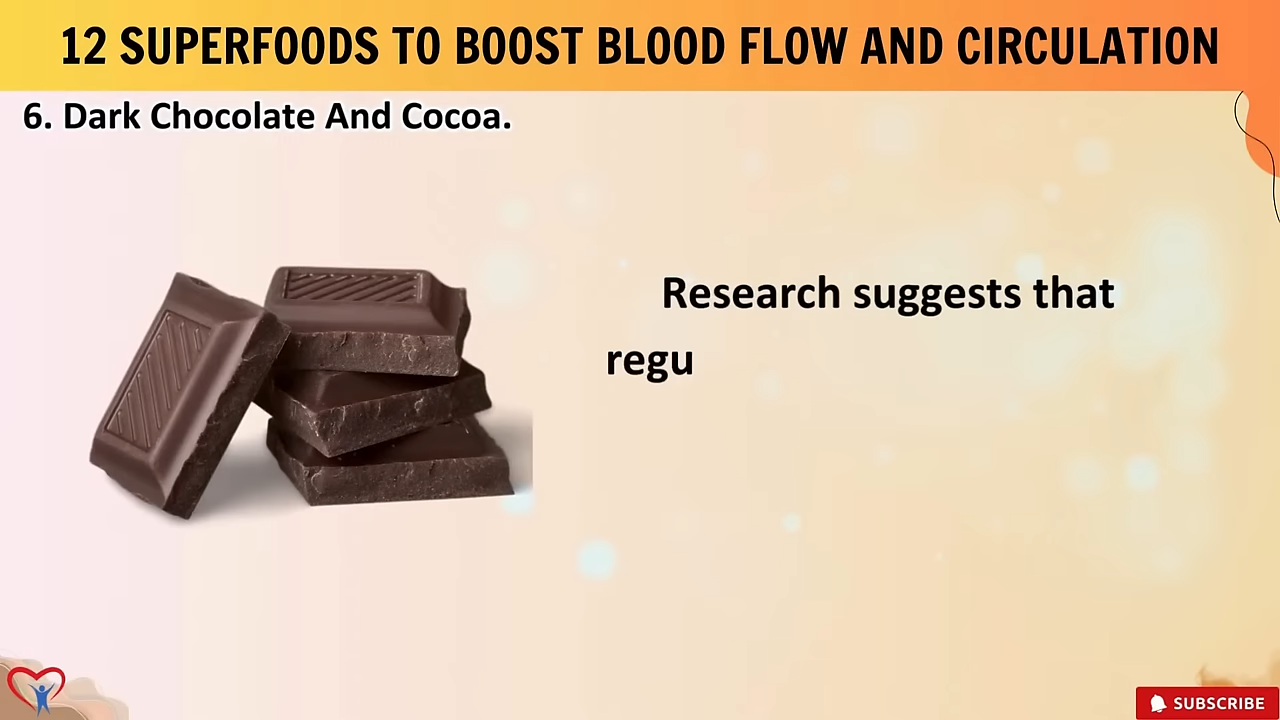 12 SUPERFOODS TO BOOST BLOOD FLOW AND CIRCULATION
6. Dark Chocolate And Cocoa.
Research suggests that
regu
SUBSCRIBE